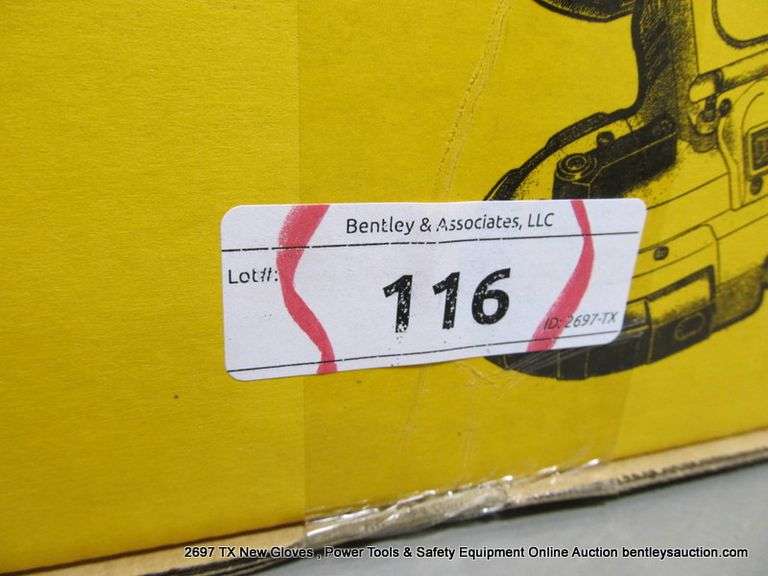 Bentley & Associates, LLC
Lot#:
116
ID: 2697-TX
2697 TX New Gloves , Power Tools & Safety Equipment Online Auction bentleysauction.com